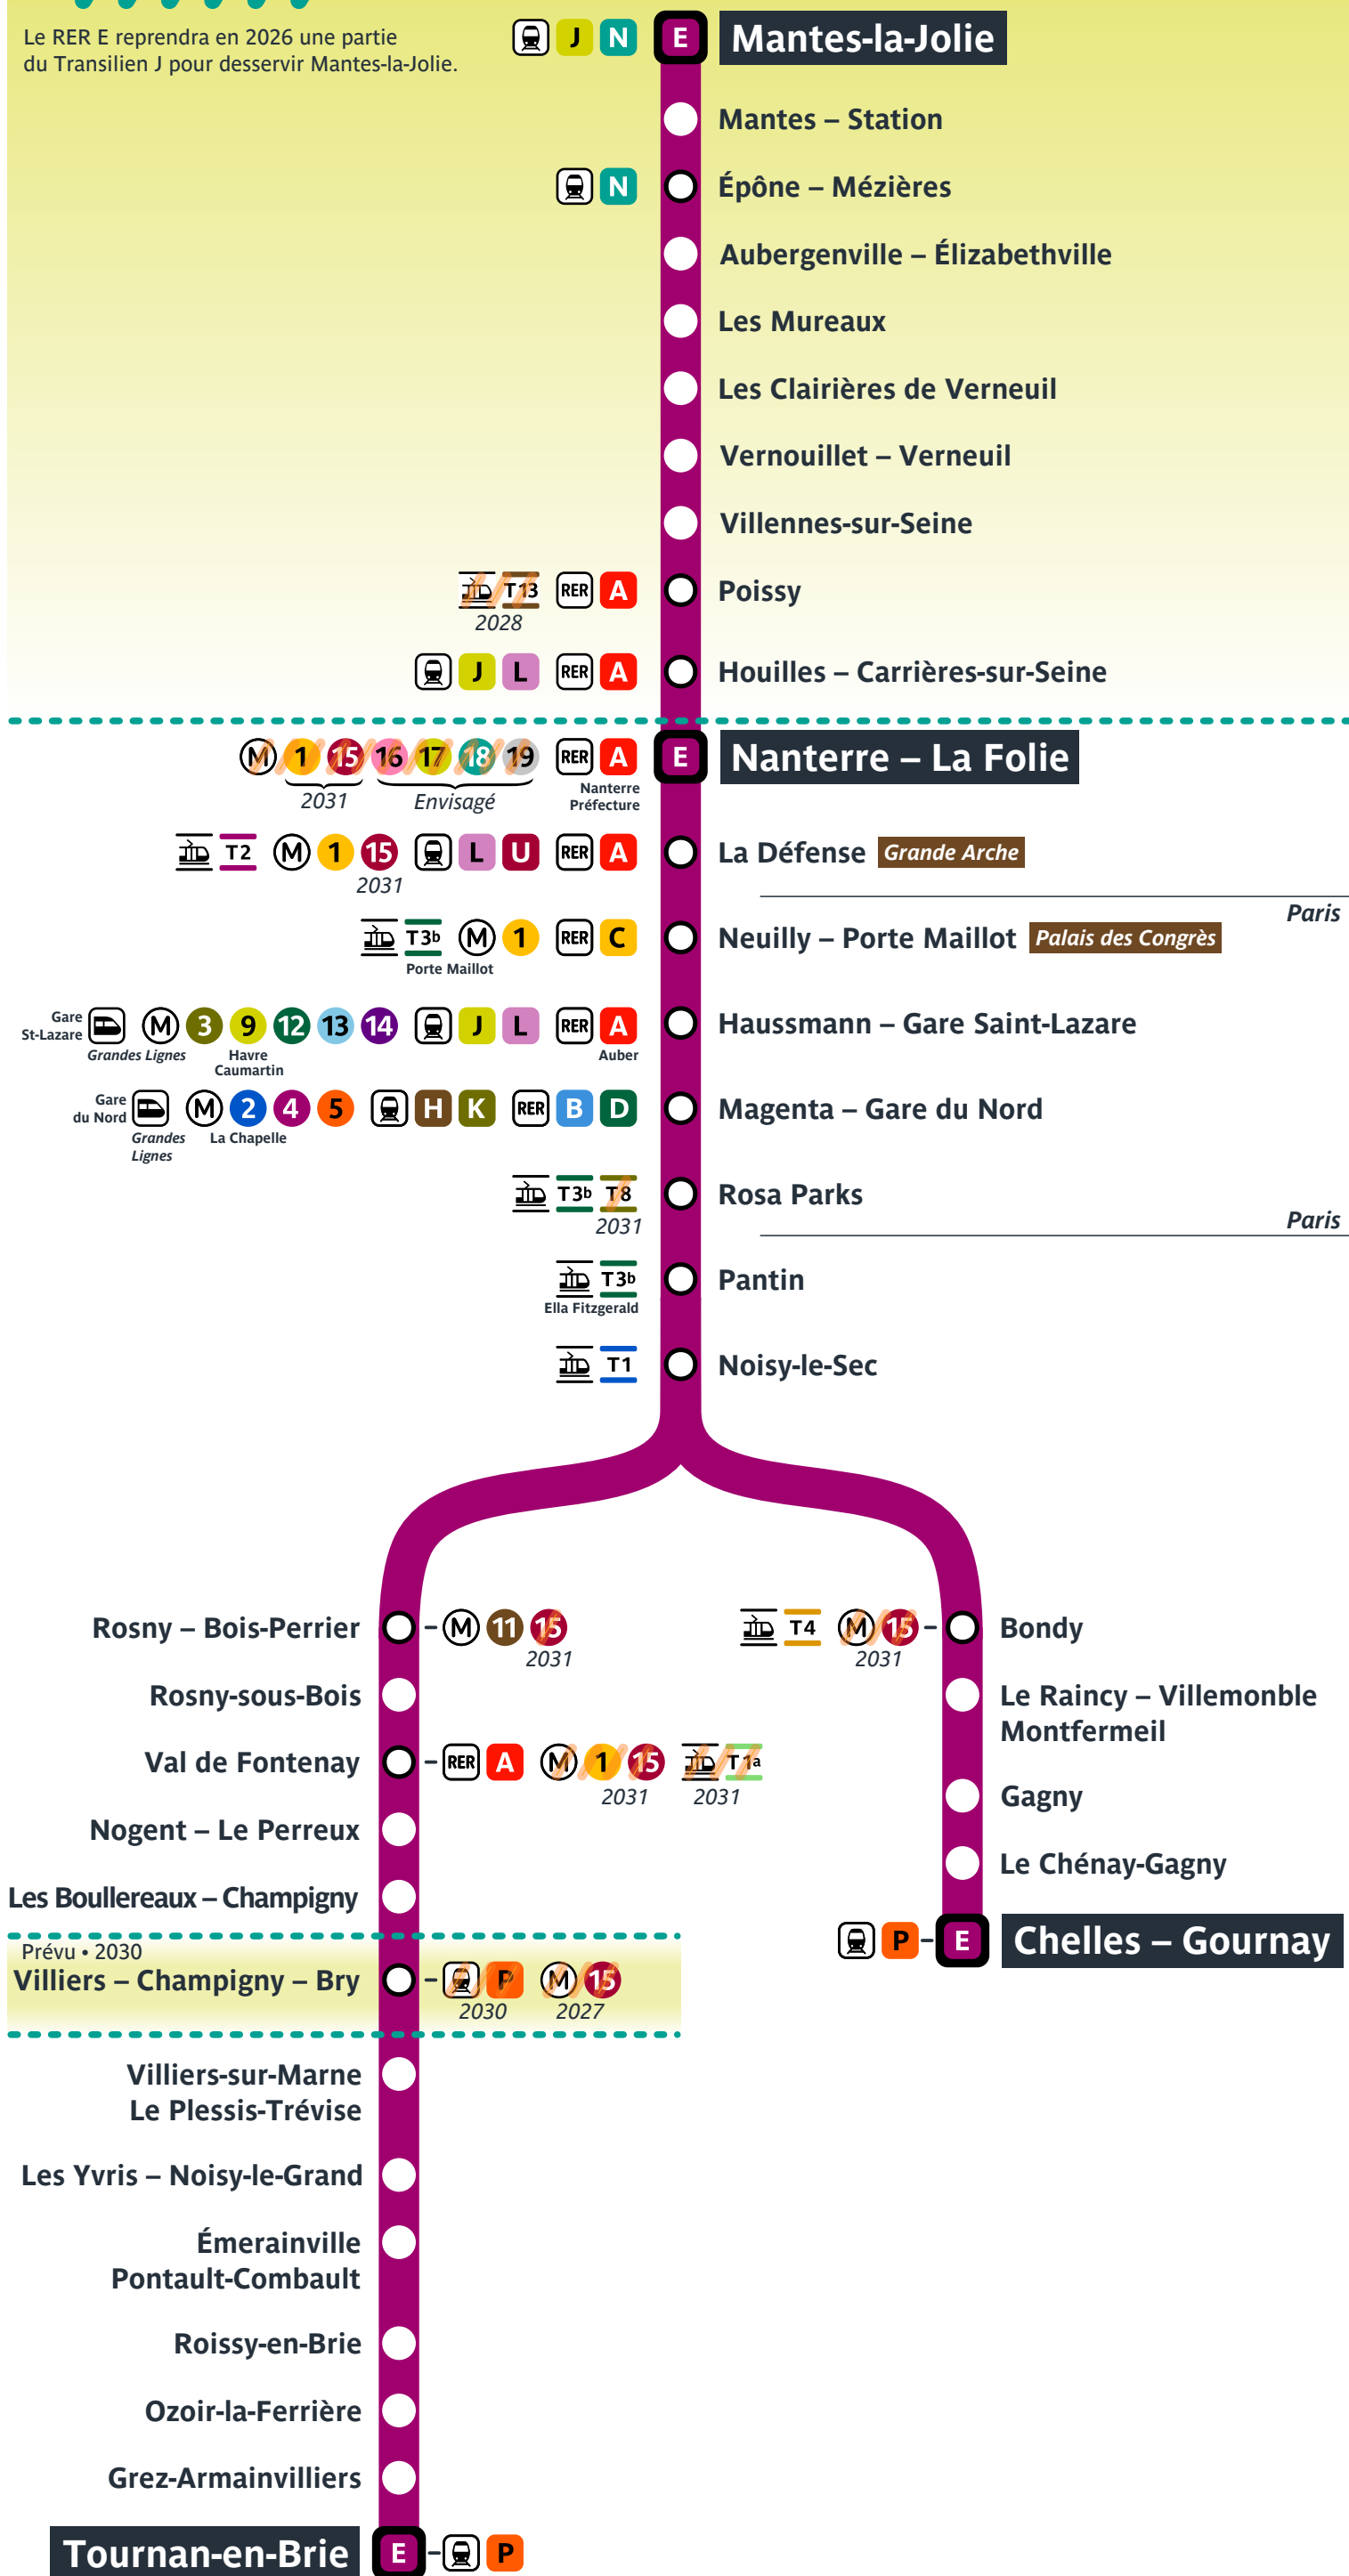 Le RER E reprendra en 2026 une partie
du Transilien J pour desservir Mantes-la-Jolie.
J N E Mantes-la-Jolie
Mantes – Station
N Épône – Mézières
Aubergenville – Élizabethville
Les Mureaux
Les Clairières de Verneuil
Vernouillet – Verneuil
Villennes-sur-Seine
T13 RER A Poissy
2028
J L RER A Houilles – Carrières-sur-Seine
M 1 15 16 17 18 19 RER A E Nanterre – La Folie
2031 Envisagé Nanterre
Préfecture
T2 M 1 15 L U RER A La Défense Grande Arche
2031
Paris
T3b M 1 RER C Neuilly – Porte Maillot Palais des Congrès
Porte Maillot
Gare
St-Lazare M 3 9 12 13 14 J L RER A Haussmann – Gare Saint-Lazare
Grandes Lignes Havre
Caumartin Auber
Gare
du Nord M 2 4 5 H K RER B D Magenta – Gare du Nord
Grandes
Lignes La Chapelle
T3b T8 Rosa Parks
2031
Paris
T3b Pantin
Ella Fitzgerald
T1 Noisy-le-Sec
Rosny – Bois-Perrier M 11 15
2031
Rosny-sous-Bois
Val de Fontenay RER A M 1 15 T1a
2031 2031
Nogent – Le Perreux
Les Boullereaux – Champigny
Prévu • 2030
Villiers – Champigny – Bry P M 15
2030 2027
Villiers-sur-Marne
Le Plessis-Trévise
Les Yvris – Noisy-le-Grand
Émerainville
Pontault-Combault
Roissy-en-Brie
Ozoir-la-Ferrière
Grez-Armainvilliers
Tournan-en-Brie E P
T4 M 15 Bondy
2031
Le Raincy – Villemonble
Montfermeil
Gagny
Le Chénay-Gagny
P E Chelles – Gournay